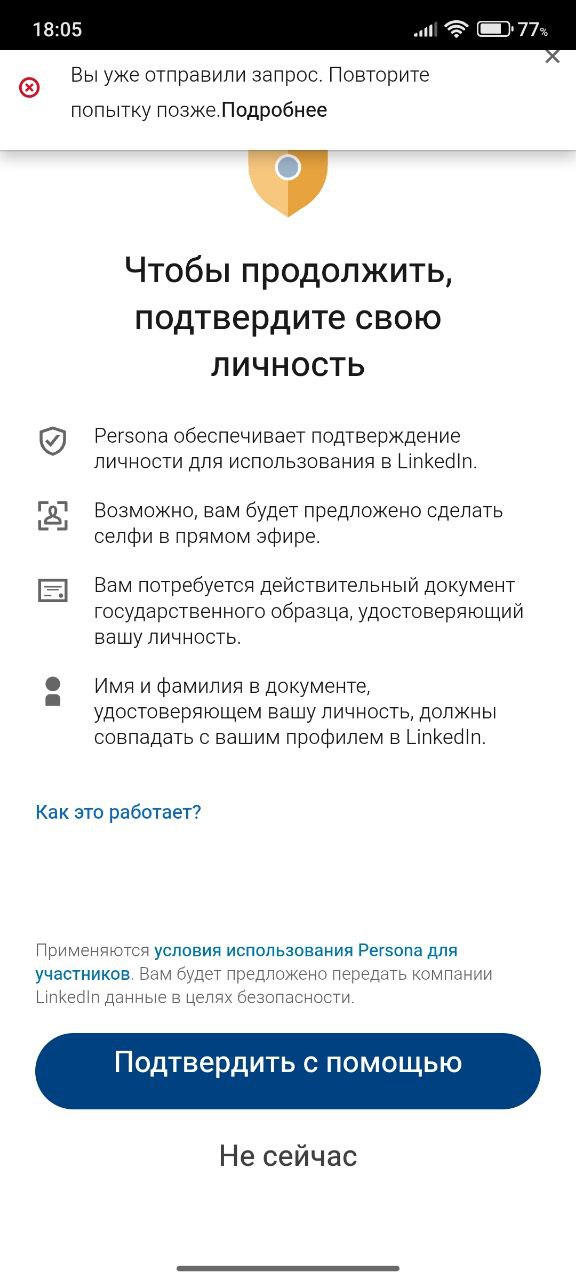 18:05
77%
Вы уже отправили запрос. Повторите
попытку позже.Подробнее
Чтобы продолжить,
подтвердите свою
личность
Persona обеспечивает подтверждение
личности для использования в LinkedIn.
Возможно, вам будет предложено сделать
селфи в прямом эфире.
Вам потребуется действительный документ
государственного образца, удостоверяющий
вашу личность.
Имя и фамилия в документе,
удостоверяющем вашу личность, должны
совпадать с вашим профилем в LinkedIn.
Как это работает?
Применяются условия использования Persona для
участников. Вам будет предложено передать компании
LinkedIn данные в целях безопасности.
Подтвердить с помощью
Не сейчас